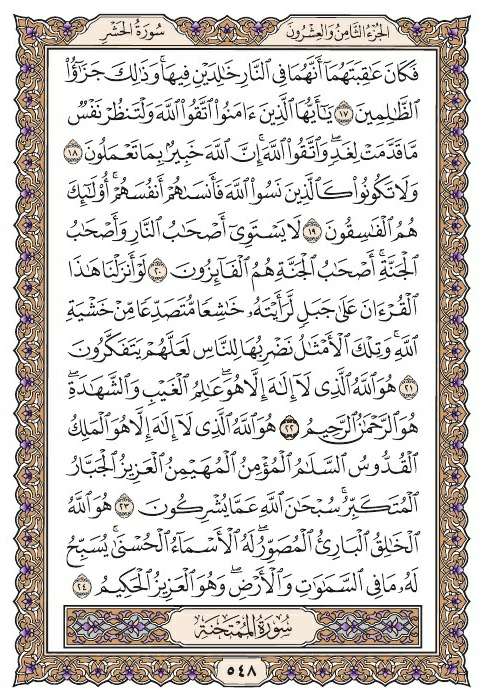 الجزء الثامن والعشرون
سورة الحشر
فَكَانَ عَٰقِبَتَهُمَآ أَنَّهُمَا فِي ٱلنَّارِ خَٰلِدَيۡنِ فِيهَاۚ وَذَٰلِكَ جَزَٰٓؤُاْ
ٱلظَّٰلِمِينَ ١٧ يَٰٓأَيُّهَا ٱلَّذِينَ ءَامَنُواْ ٱتَّقُواْ ٱللَّهَ وَلۡتَنظُرۡ نَفۡسٞ
مَّا قَدَّمَتۡ لِغَدٖۖ وَٱتَّقُواْ ٱللَّهَۚ إِنَّ ٱللَّهَ خَبِيرُۢ بِمَا تَعۡمَلُونَ ١٨
وَلَا تَكُونُواْ كَٱلَّذِينَ نَسُواْ ٱللَّهَ فَأَنسَىٰهُمۡ أَنفُسَهُمۡۚ أُوْلَٰٓئِكَ
هُمُ ٱلۡفَٰسِقُونَ ١٩ لَا يَسۡتَوِيٓ أَصۡحَٰبُ ٱلنَّارِ وَأَصۡحَٰبُ
ٱلۡجَنَّةِۚ أَصۡحَٰبُ ٱلۡجَنَّةِ هُمُ ٱلۡفَآئِزُونَ ٢٠ لَوۡ أَنزَلۡنَا هَٰذَا
ٱلۡقُرۡءَانَ عَلَىٰ جَبَلٖ لَّرَأَيۡتَهُۥ خَٰشِعٗا مُّتَصَدِّعٗا مِّنۡ خَشۡيَةِ
ٱللَّهِۚ وَتِلۡكَ ٱلۡأَمۡثَٰلُ نَضۡرِبُهَا لِلنَّاسِ لَعَلَّهُمۡ يَتَفَكَّرُونَ
٢١ هُوَ ٱللَّهُ ٱلَّذِي لَآ إِلَٰهَ إِلَّا هُوَۖ عَٰلِمُ ٱلۡغَيۡبِ وَٱلشَّهَٰدَةِۖ
هُوَ ٱلرَّحۡمَٰنُ ٱلرَّحِيمُ ٢٢ هُوَ ٱللَّهُ ٱلَّذِي لَآ إِلَٰهَ إِلَّا هُوَ ٱلۡمَلِكُ
ٱلۡقُدُّوسُ ٱلسَّلَٰمُ ٱلۡمُؤۡمِنُ ٱلۡمُهَيۡمِنُ ٱلۡعَزِيزُ ٱلۡجَبَّارُ
ٱلۡمُتَكَبِّرُۚ سُبۡحَٰنَ ٱللَّهِ عَمَّا يُشۡرِكُونَ ٢٣ هُوَ ٱللَّهُ
ٱلۡخَٰلِقُ ٱلۡبَارِئُ ٱلۡمُصَوِّرُۖ لَهُ ٱلۡأَسۡمَآءُ ٱلۡحُسۡنَىٰۚ يُسَبِّحُ
لَهُۥ مَا فِي ٱلسَّمَٰوَٰتِ وَٱلۡأَرۡضِۖ وَهُوَ ٱلۡعَزِيزُ ٱلۡحَكِيمُ ٢٤
سورة الممتحنة
٥٤٨